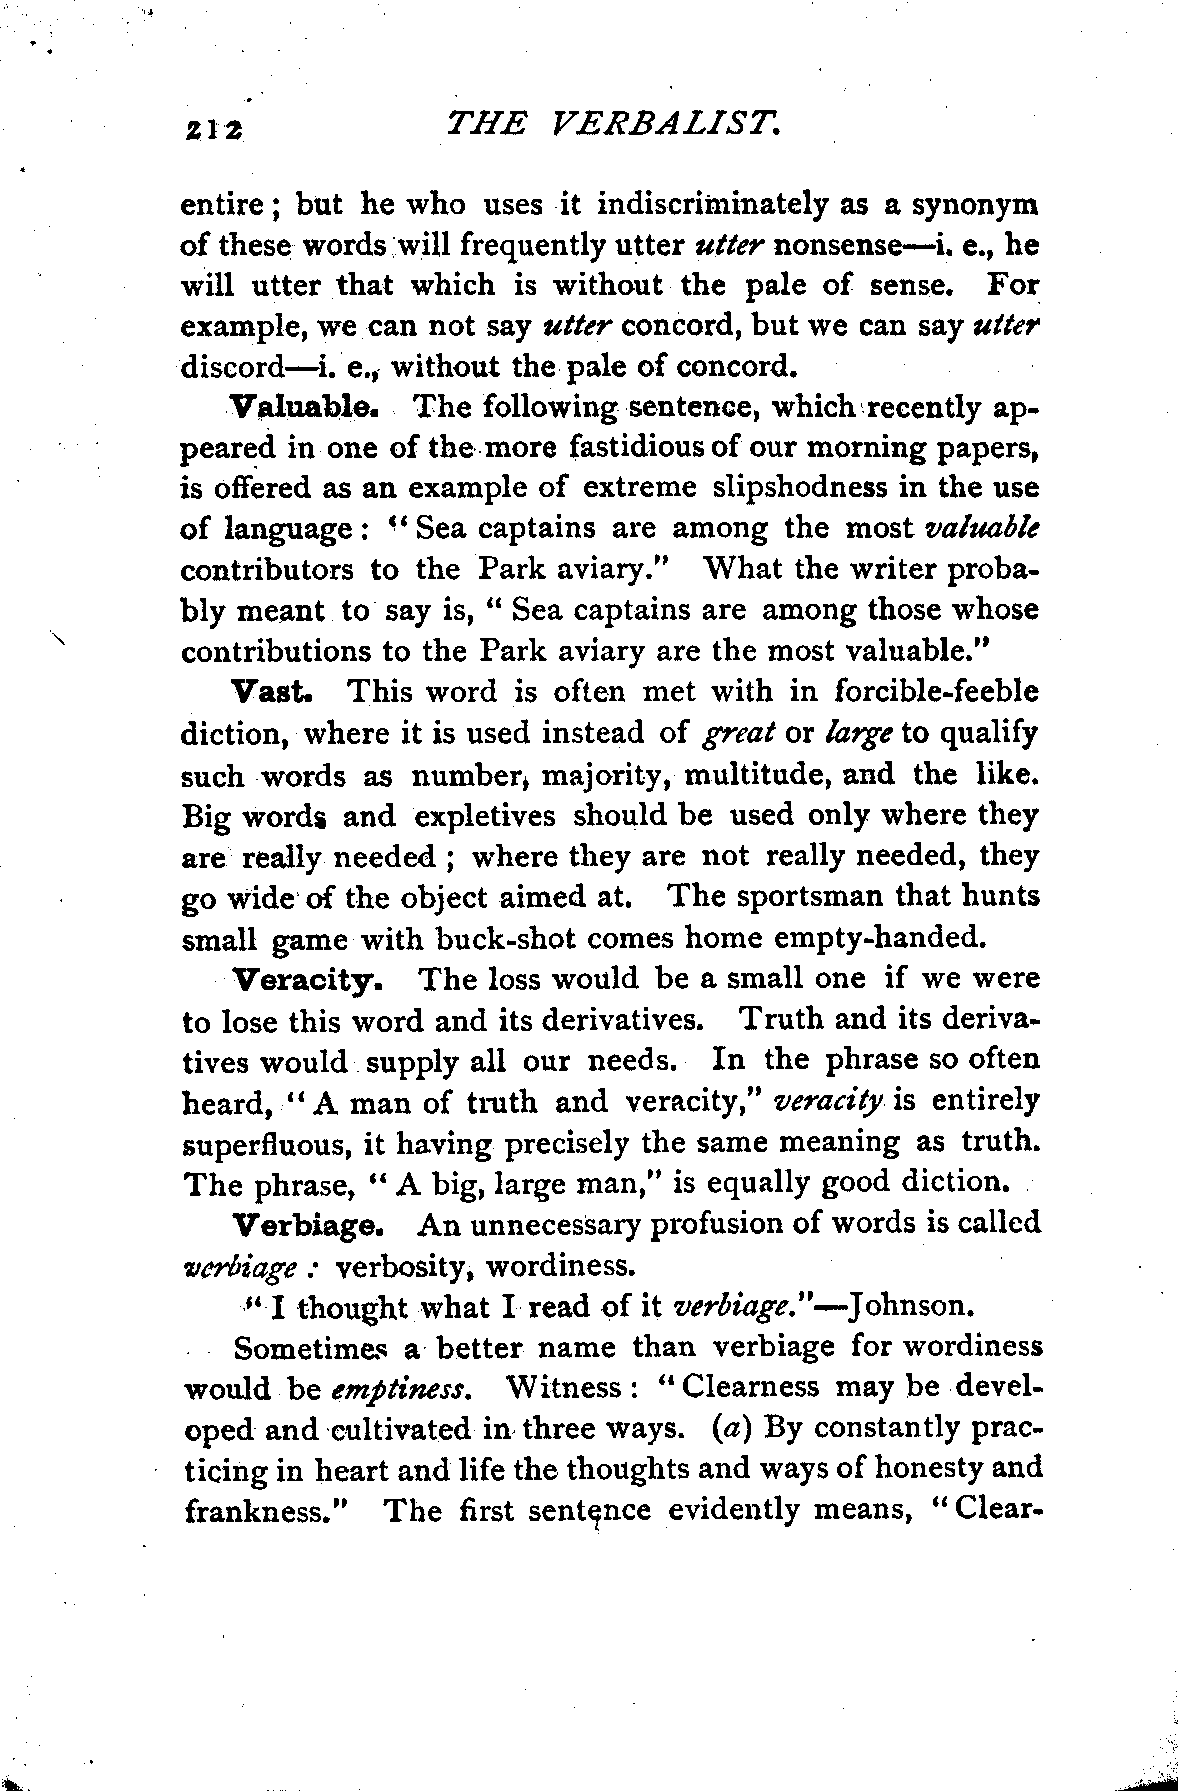 212 THE VERBALIST.
entire; but he who uses it indiscriminately as a synonym
of these words will frequently utter utter nonsense—i. e., he
will utter that which is without the pale of sense. For
example, we can not say utter concord, but we can say utter
discord—i. e., without the pale of concord.
Valuable. The following sentence, which recently ap-
peared in one of the more fastidious of our morning papers,
is offered as an example of extreme slipshodness in the use
of language: "Sea captains are among the most valuable
contributors to the Park aviary." What the writer proba-
bly meant to say is, "Sea captains are among those whose
contributions to the Park aviary are the most valuable."
Vast. This word is often met with in forcible-feeble
diction, where it is used instead of great or large to qualify
such words as number, majority, multitude, and the like.
Big words and expletives should be used only where they
are really needed; where they are not really needed, they
go wide of the object aimed at. The sportsman that hunts
small game with buck-shot comes home empty-handed.
Veracity. The loss would be a small one if we were
to lose this word and its derivatives. Truth and its deriva-
tives would supply all our needs. In the phrase so often
heard, "A man of truth and veracity," veracity is entirely
superfluous, it having precisely the same meaning as truth.
The phrase, "A big, large man," is equally good diction.
Verbiage. An unnecessary profusion of words is called
verbiage: verbosity, wordiness.
"I thought what I read of it verbiage."—Johnson.
Sometimes a better name than verbiage for wordiness
would be emptiness. Witness: "Clearness may be devel-
oped and cultivated in three ways. (a) By constantly prac-
ticing in heart and life the thoughts and ways of honesty and
frankness." The first sentence evidently means, "Clear-